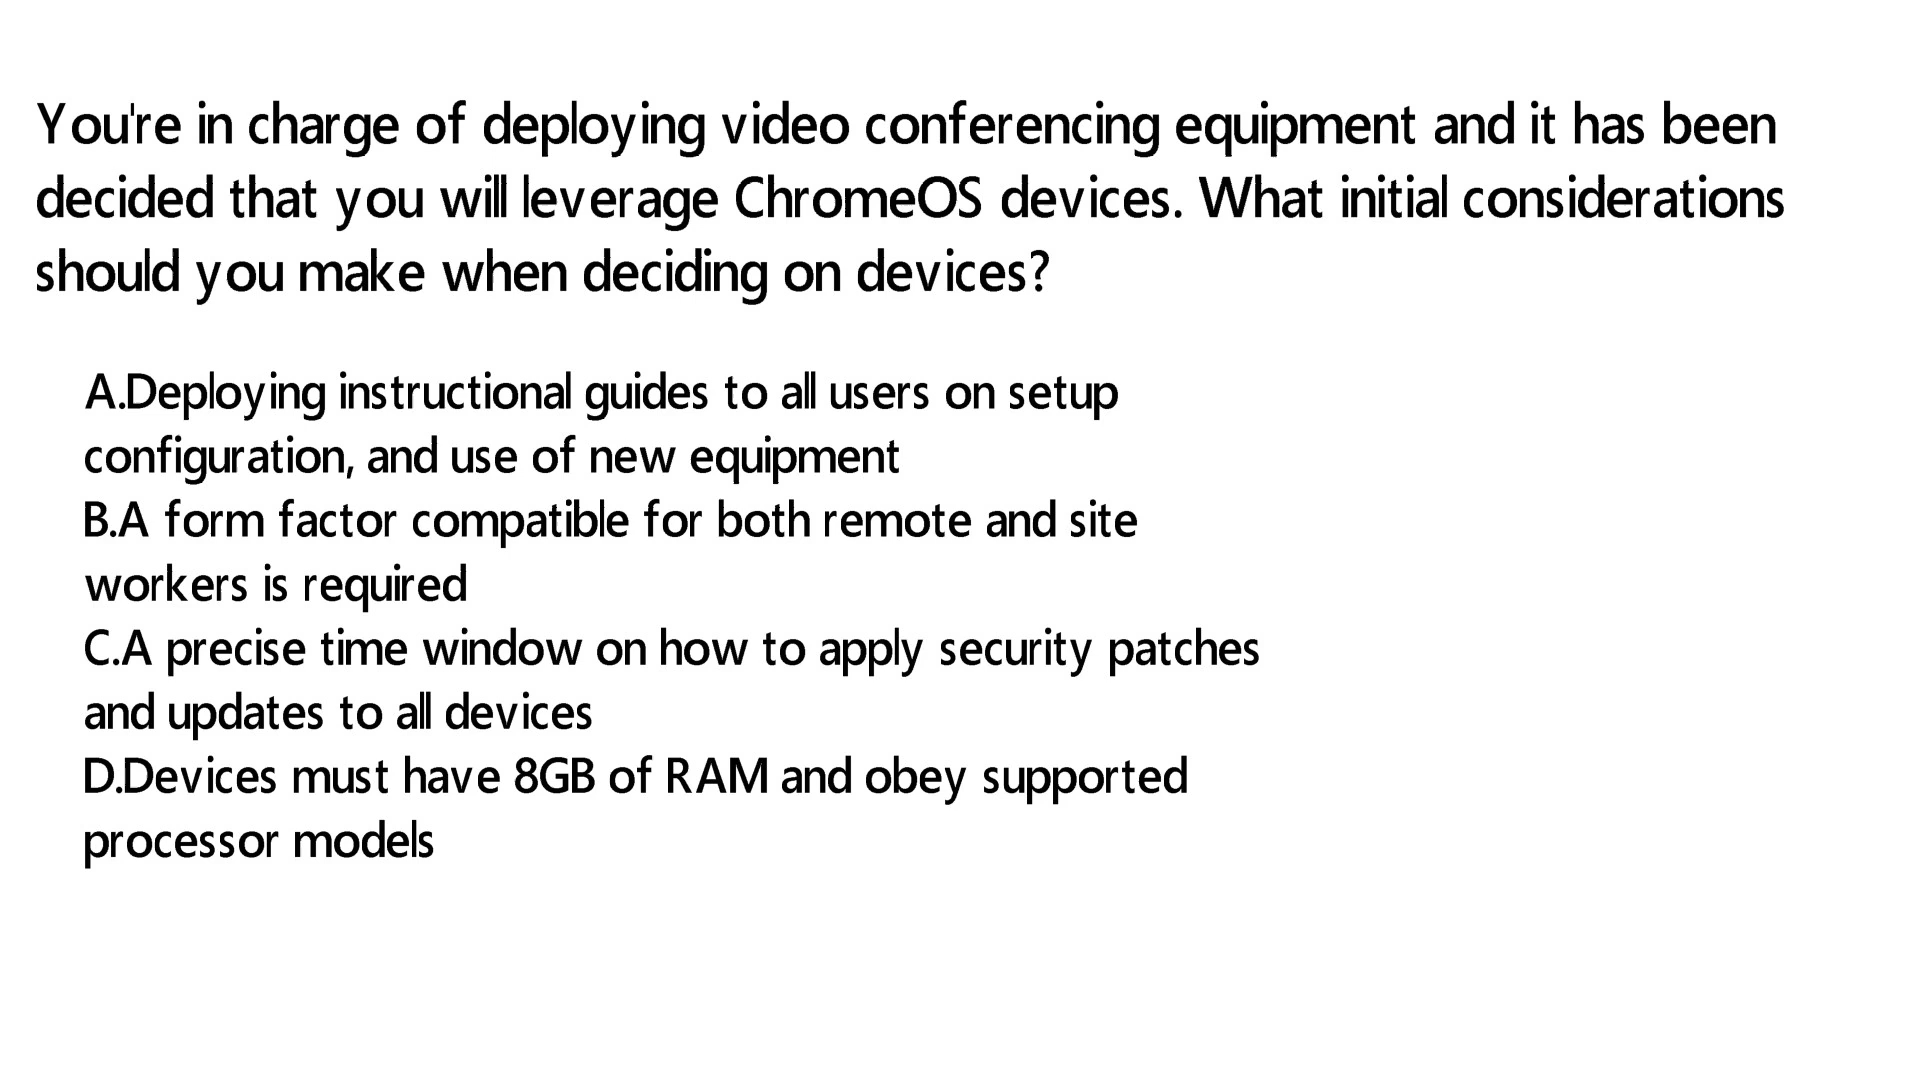 You're in charge of deploying video conferencing equipment and it has been
decided that you will leverage ChromeOS devices. What initial considerations
should you make when deciding on devices?
A.Deploying instructional guides to all users on setup
configuration, and use of new equipment
B.A form factor compatible for both remote and site
workers is required
C.A precise time window on how to apply security patches
and updates to all devices
D.Devices must have 8GB of RAM and obey supported
processor models